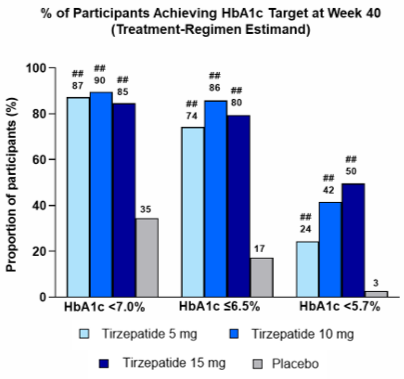 % of Participants Achieving HbA1c Target at Week 40
(Treatment-Regimen Estimand)
Proportion of participants (%)
100
80
60
40
20
0
##
87
##
90
##
85
35
##
74
##
86
##
80
17
##
24
##
42
##
50
3
HbA1c <7.0%
HbA1c ≤6.5%
HbA1c <5.7%
Tirzepatide 5 mg
Tirzepatide 10 mg
Tirzepatide 15 mg
Placebo